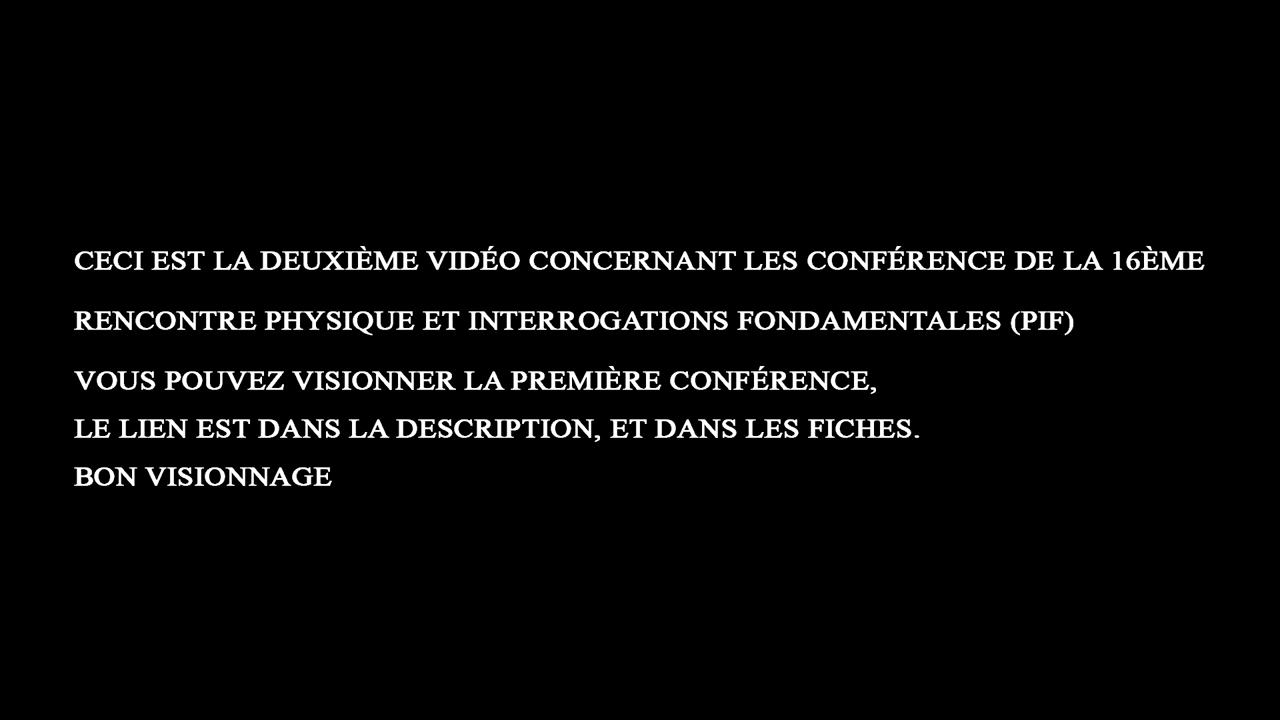 CECI EST LA DEUXIÈME VIDÉO CONCERNANT LES CONFÉRENCE DE LA 16ÈME
RENCONTRE PHYSIQUE ET INTERROGATIONS FONDAMENTALES (PIF)
VOUS POUVEZ VISIONNER LA PREMIÈRE CONFÉRENCE,
LE LIEN EST DANS LA DESCRIPTION, ET DANS LES FICHES.
BON VISIONNAGE